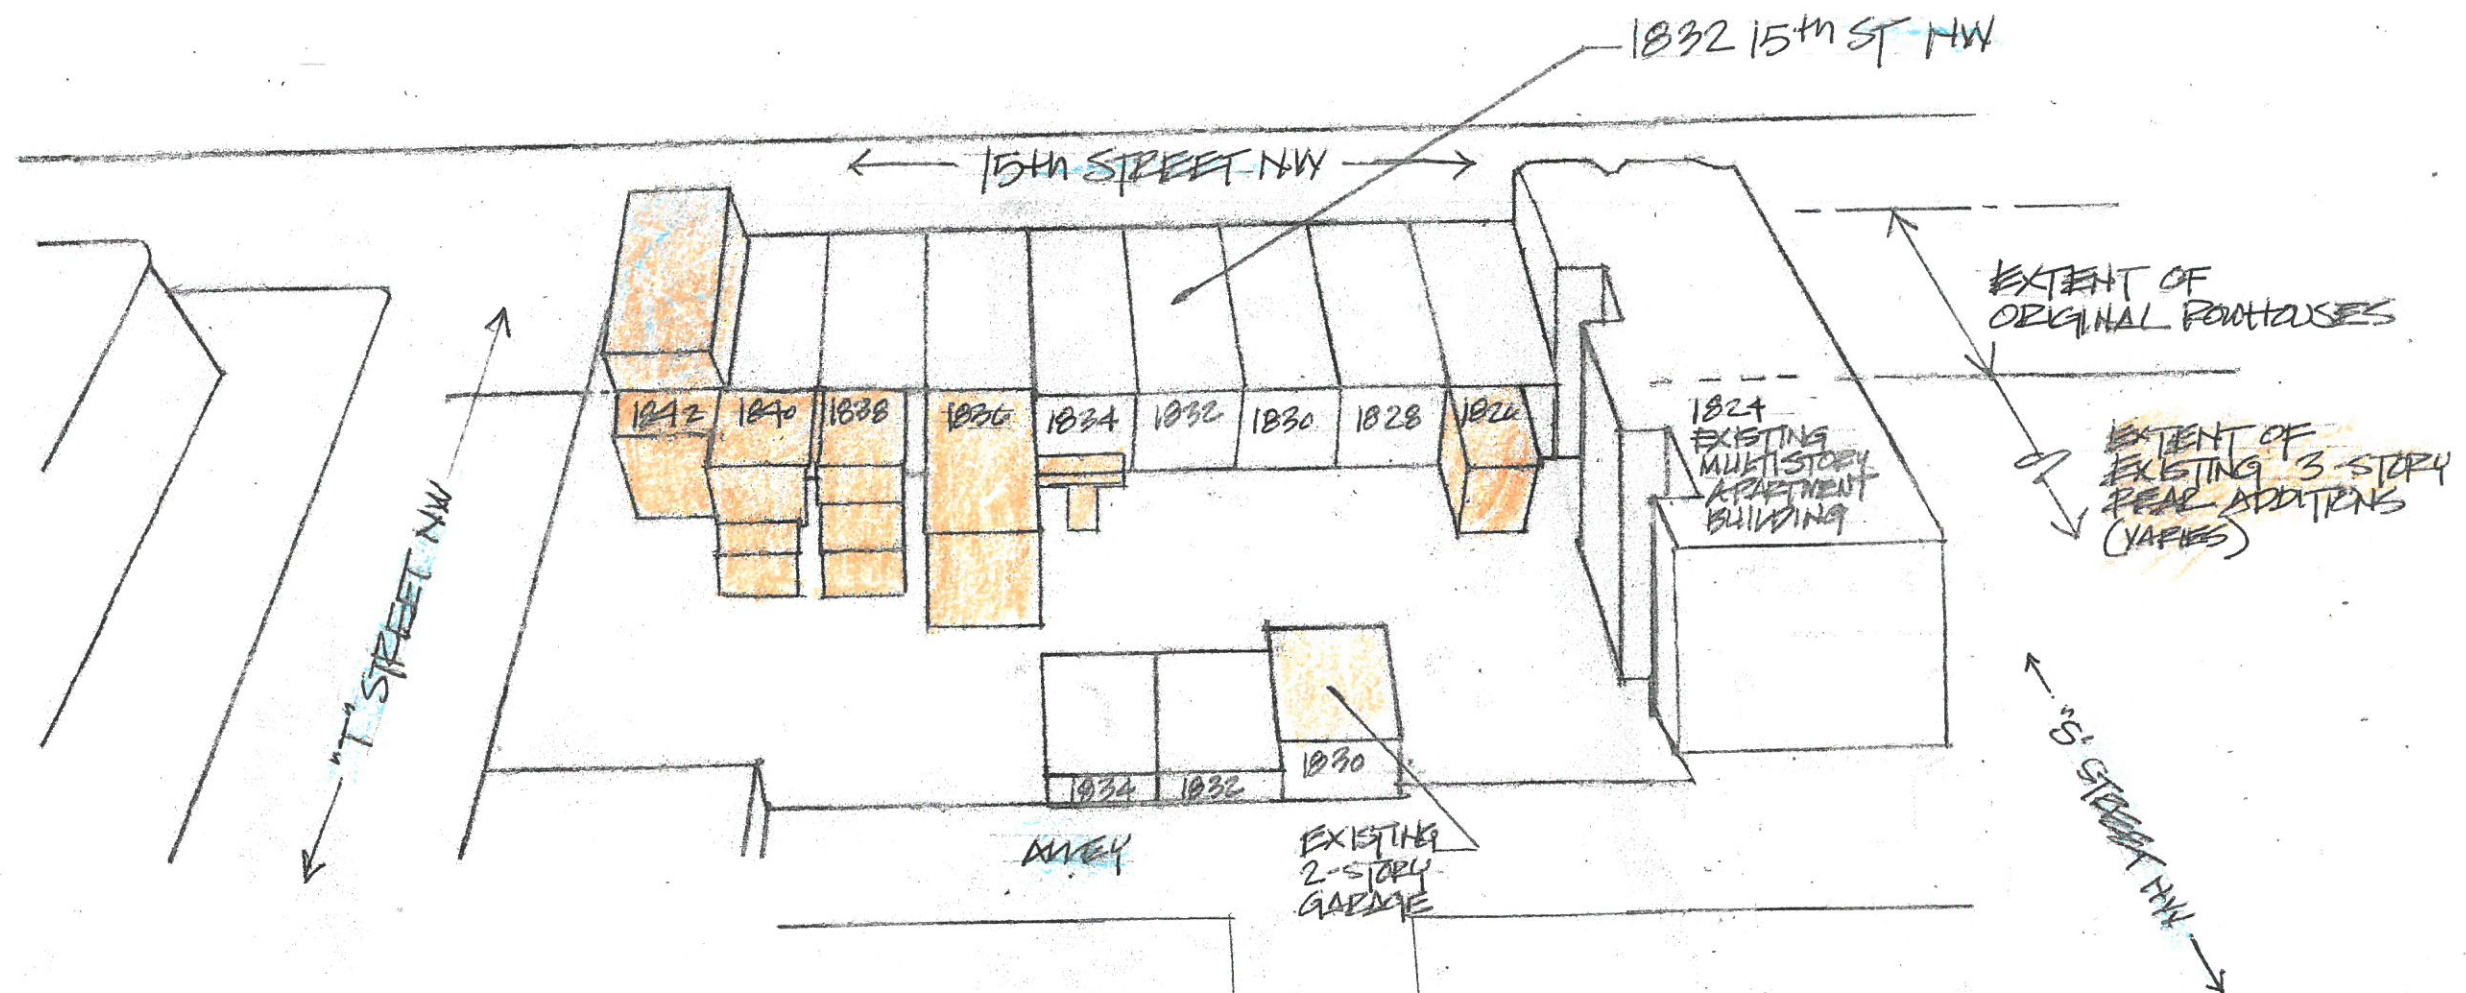 1832 15th ST NW
15th STREET NW
EXTENT OF
ORIGINAL ROWHOUSES
1842 1840 1838 1836 1834 1832 1830 1828 1826
1824
EXISTING
MULTISTORY
APARTMENT
BUILDING
EXTENT OF
EXISTING 3-STORY
REAR ADDITIONS
(VARIES)
"T" STREET NW
"S" STREET NW
1834 1832 1830
ALLEY
EXISTING
2-STORY
GARAGE